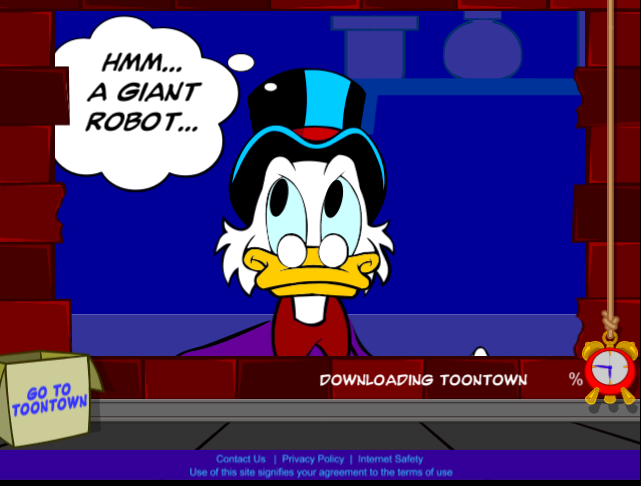 HMM...
A GIANT
ROBOT...
GO TO
TOONTOWN
DOWNLOADING TOONTOWN %
Contact Us | Privacy Policy | Internet Safety
Use of this site signifies your agreement to the terms of use